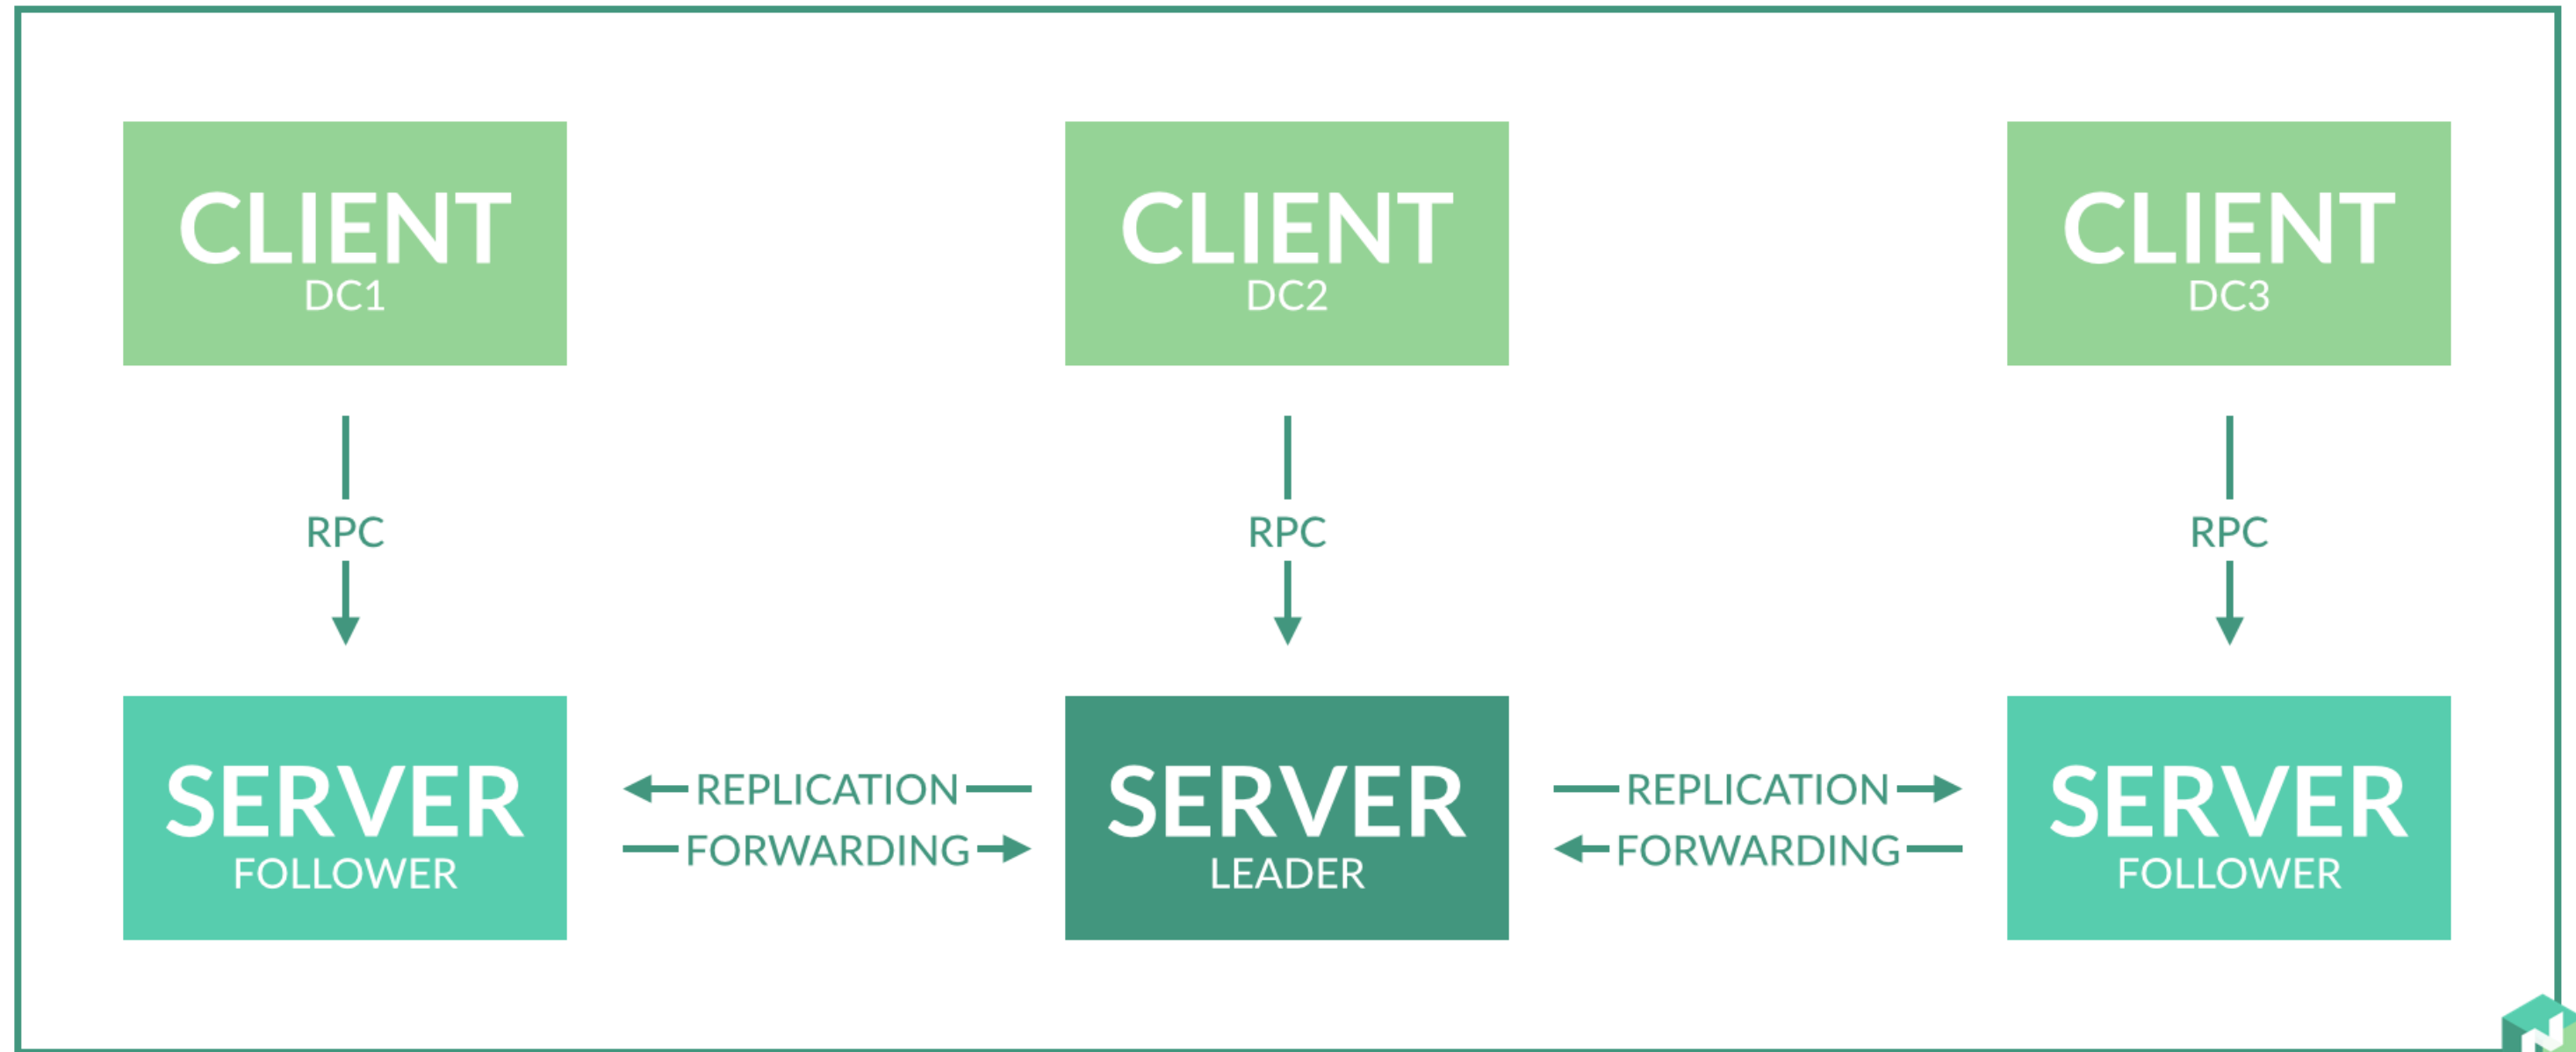 CLIENT
DC1
CLIENT
DC2
CLIENT
DC3
RPC
RPC
RPC
SERVER
FOLLOWER
REPLICATION
FORWARDING
SERVER
LEADER
REPLICATION
FORWARDING
SERVER
FOLLOWER